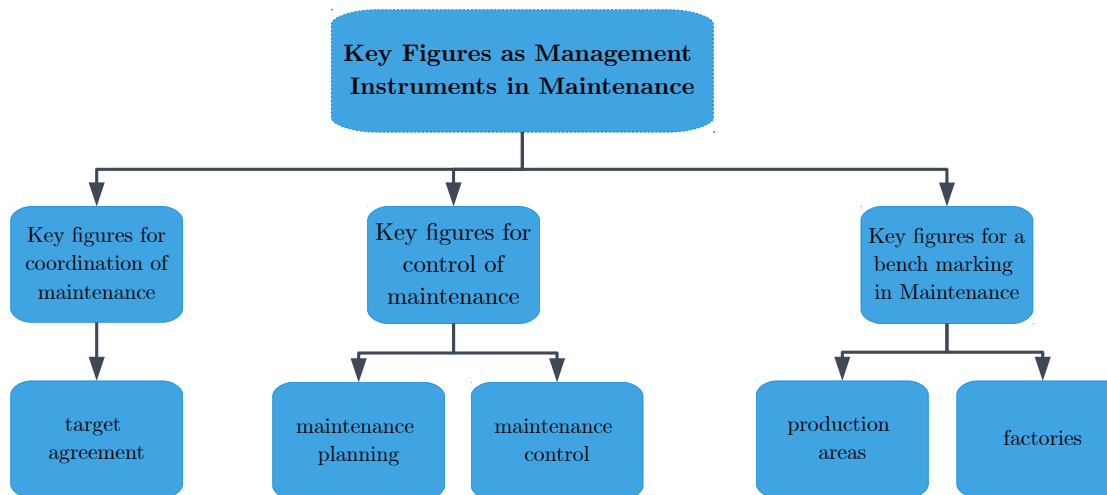 Key Figures as Management
Instruments in Maintenance
Key figures for
coordination of
maintenance
Key figures for
control of
maintenance
Key figures for a
bench marking
in Maintenance
target
agreement
maintenance
planning
maintenance
control
production
areas
factories